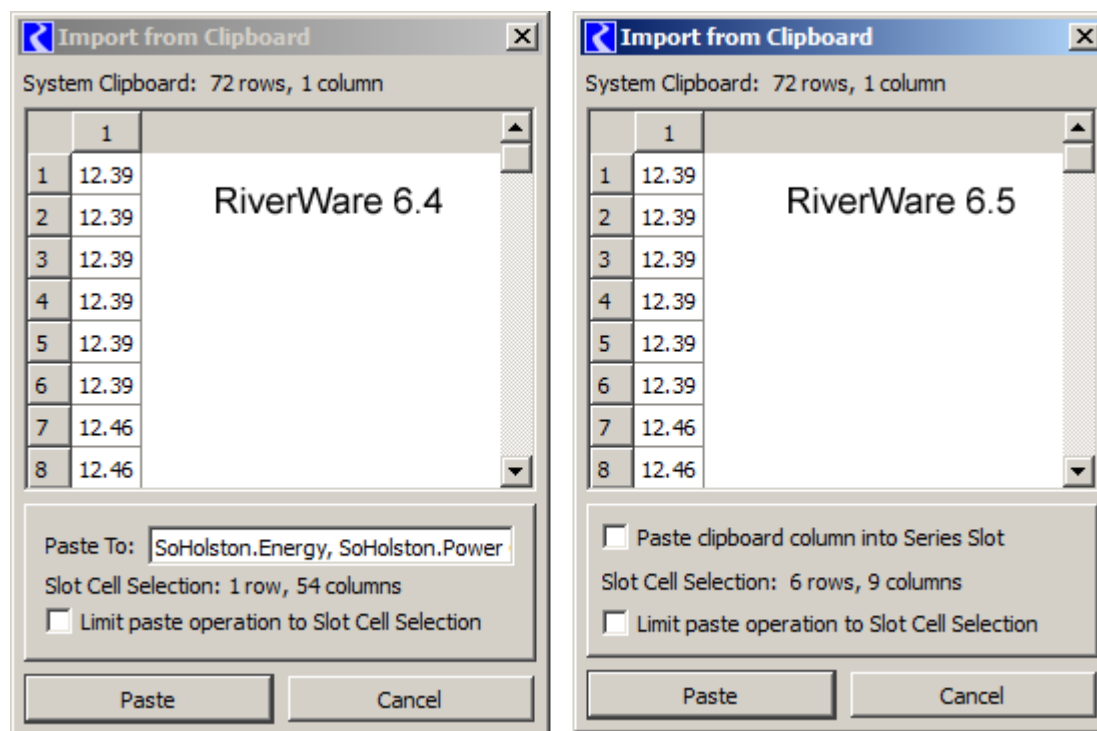 Import from Clipboard
System Clipboard: 72 rows, 1 column
1
1 12.39
2 12.39
3 12.39
4 12.39
5 12.39
6 12.39
7 12.46
8 12.46
RiverWare 6.4
Paste To: SoHolston.Energy, SoHolston.Power
Slot Cell Selection: 1 row, 54 columns
Limit paste operation to Slot Cell Selection
Paste Cancel
Import from Clipboard
System Clipboard: 72 rows, 1 column
1
1 12.39
2 12.39
3 12.39
4 12.39
5 12.39
6 12.39
7 12.46
8 12.46
RiverWare 6.5
Paste clipboard column into Series Slot
Slot Cell Selection: 6 rows, 9 columns
Limit paste operation to Slot Cell Selection
Paste Cancel